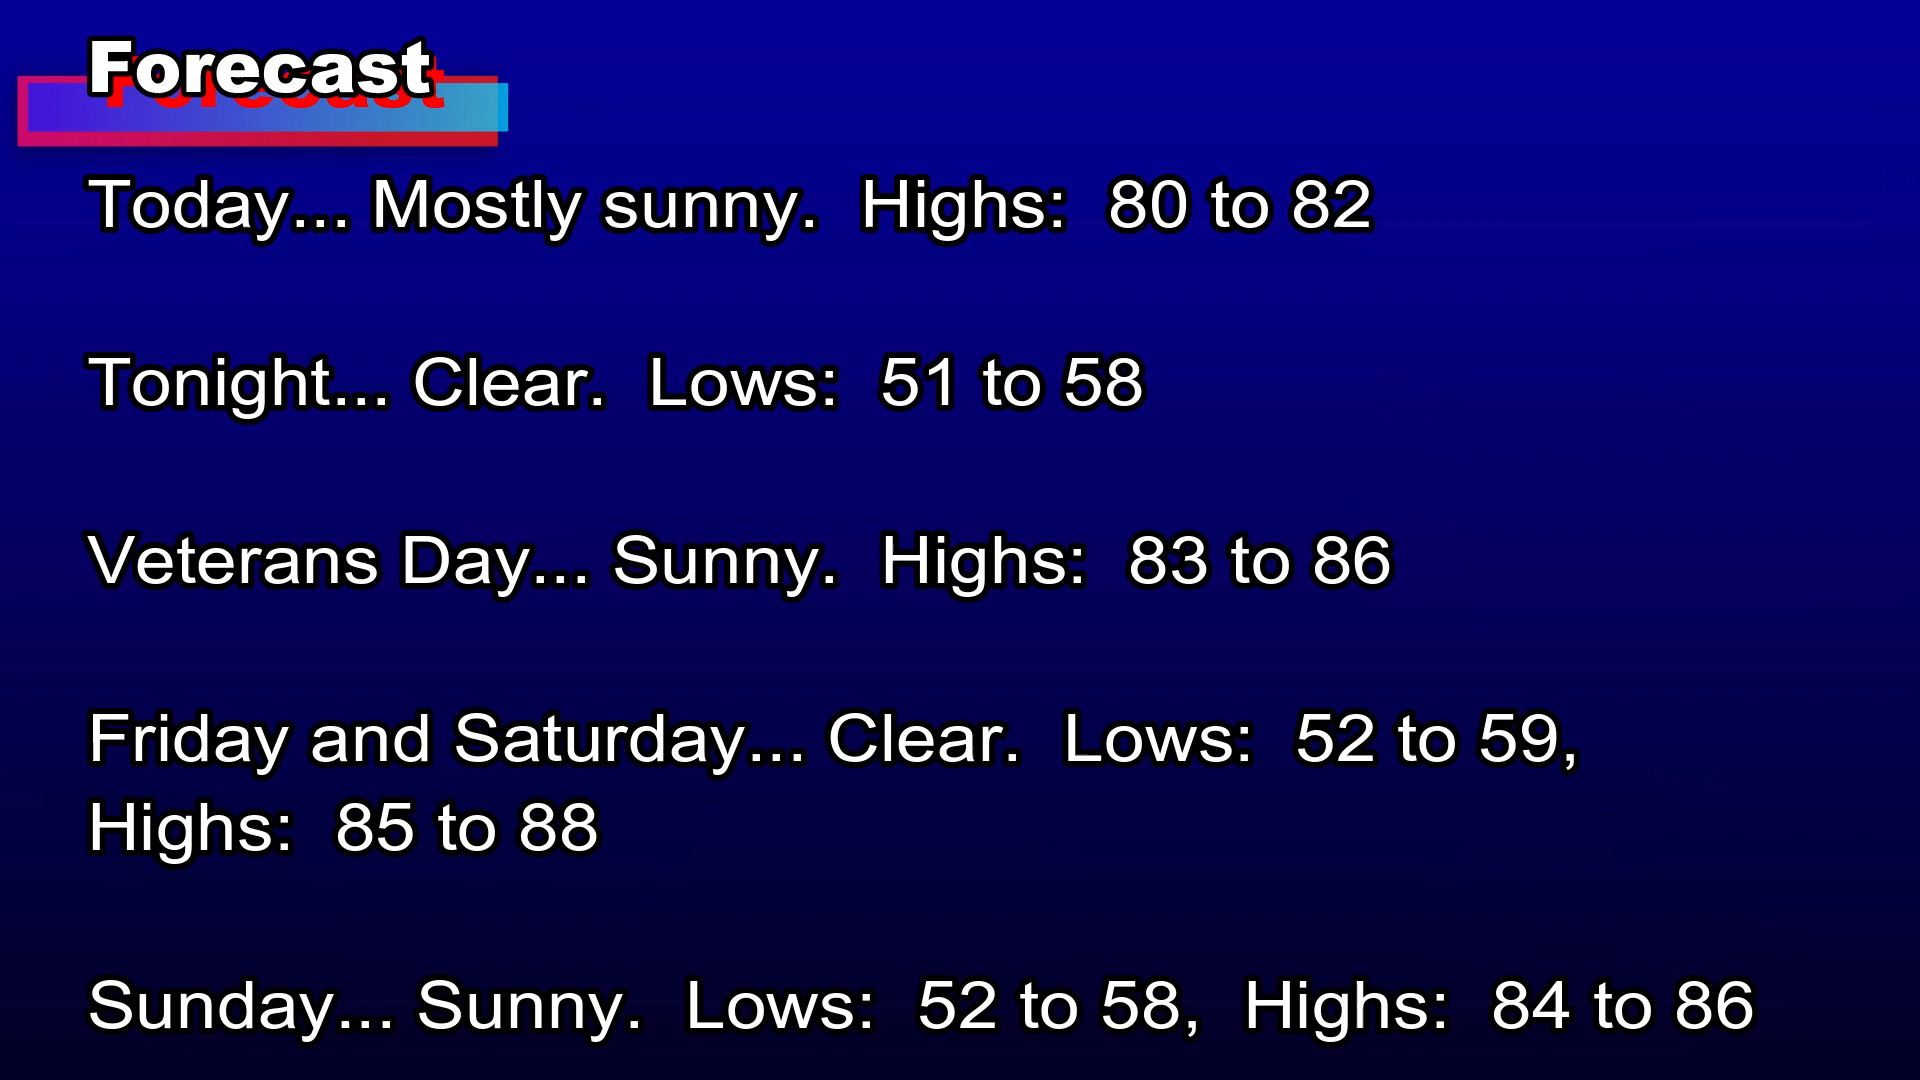 Forecast
Today... Mostly sunny.  Highs:  80 to 82
Tonight... Clear.  Lows:  51 to 58
Veterans Day... Sunny.  Highs:  83 to 86
Friday and Saturday... Clear.  Lows:  52 to 59,
Highs:  85 to 88
Sunday... Sunny.  Lows:  52 to 58,  Highs:  84 to 86